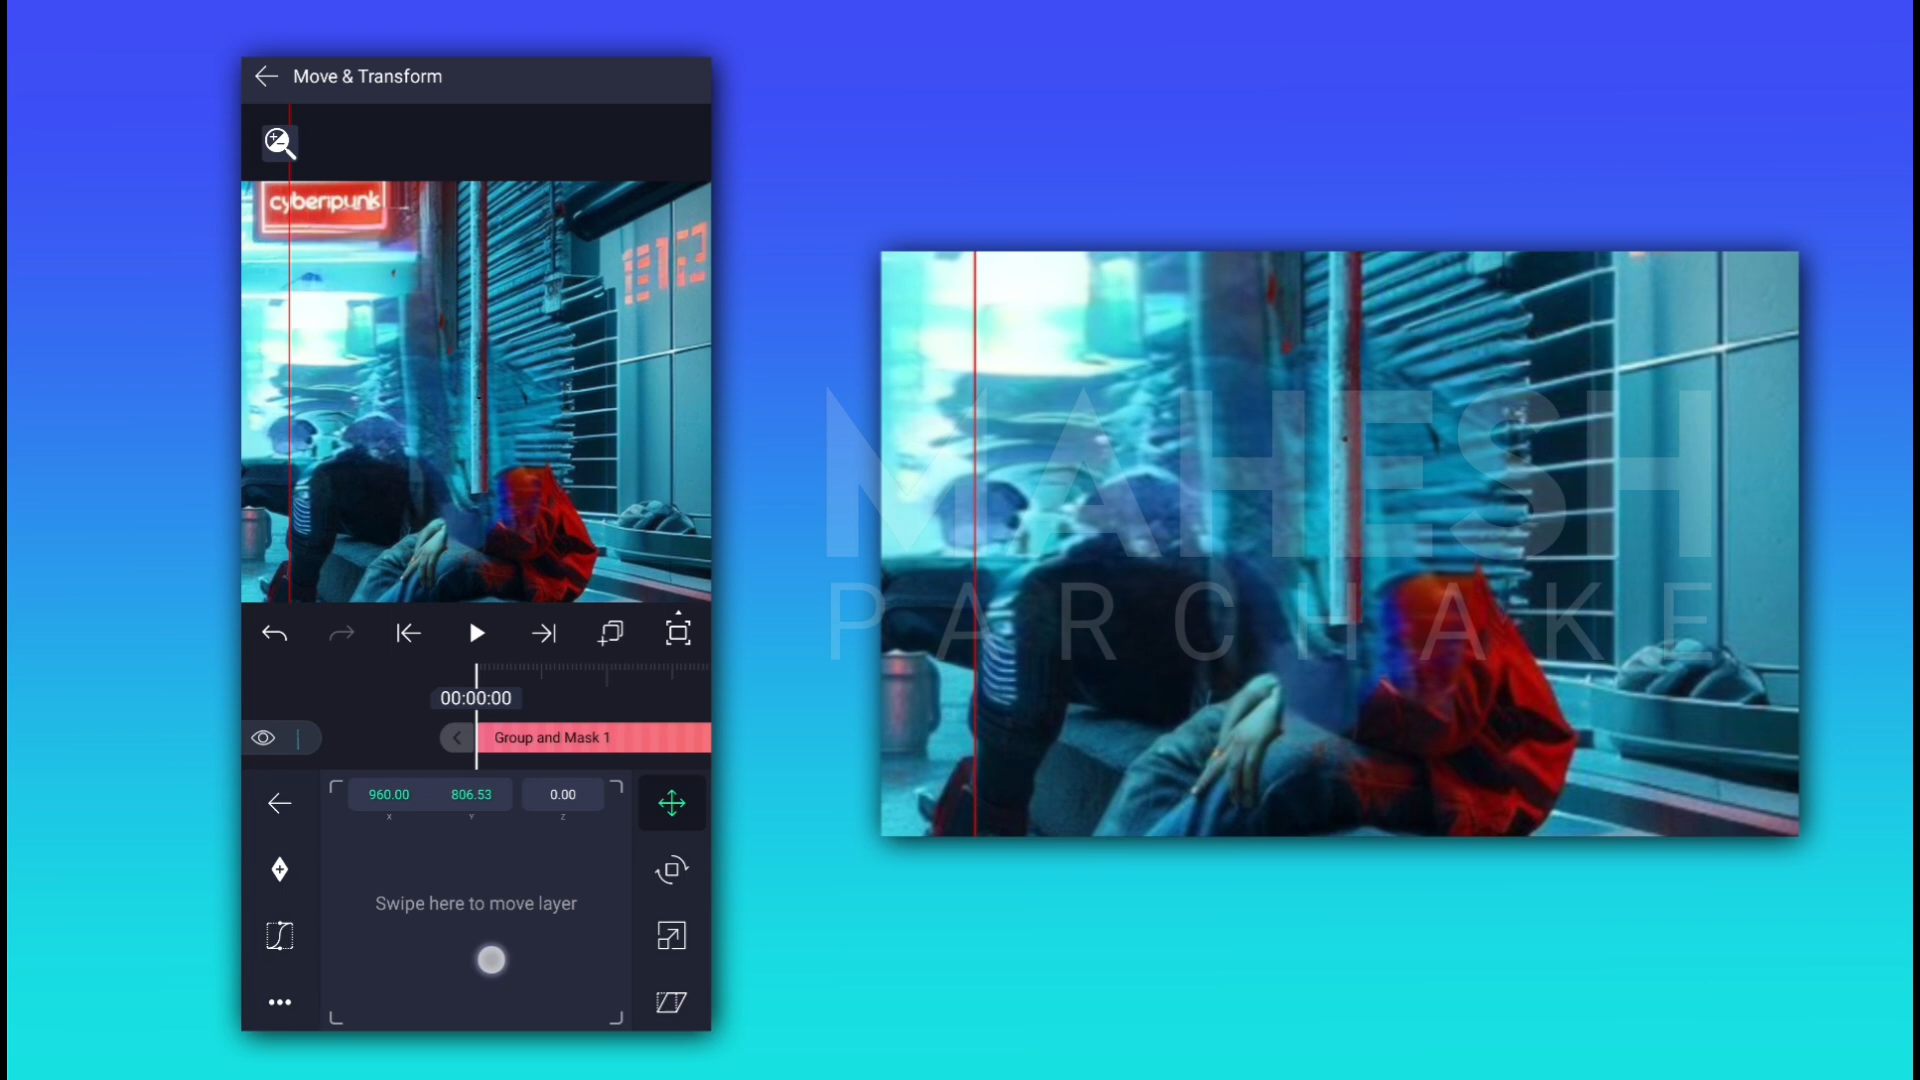 Move & Transform
cyberpunk
00:00:00
Group and Mask 1
960.00 806.53 0.00
X Y Z
Swipe here to move layer
MAHESH
PARCHAKE